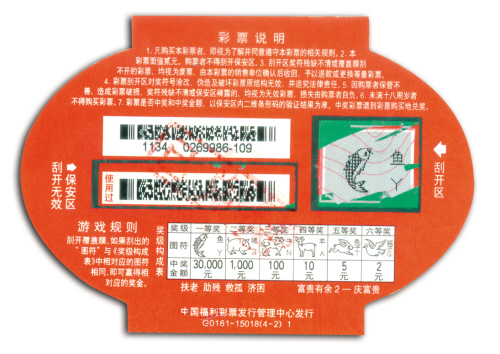 彩票说明
1.凡购买本彩票者,即视为了解并同意遵守本彩票的相关规则。2.本
彩票面值贰元。购票者不得刮开保安区。3.刮开区奖符残缺不清或覆盖膜刮
不开的彩票,均视为废票,由本彩票的销售单位确认后收回,予以退款或更换等量彩票。
4.彩票刮开区对奖符号涂改、伪造及破坏彩票原结构无效,并追究法律责任。5.因购票者保管不
善,造成彩票破损、奖符残缺不清或保安区裸露的,均视为无效彩票,损失由购票者自负。6.未满十八周岁者
不得购买彩票。7.彩票是否中奖和中奖金额,以保安区内二维条形码的验证结果为准,中奖彩票请到彩票购买地兑奖。
1134 0269986-109
使用过
刮开无效
保安区
鱼
丫
刮开区
游戏规则
刮开覆盖膜,如果刮出的
“图符”与《奖级构成
表》中相对应的图符
相同,即可赢得相
对应的奖金。
奖级构成表
奖级 一等奖 二等奖 三等奖 四等奖 五等奖 六等奖
图符 鱼
中奖金额 30,000元 1,000元 100元 10元 5元 2元
扶老 助残 救孤 济困
富贵有余2—庆富贵
中国福利彩票发行管理中心发行
G0161-15018(4-2) 1